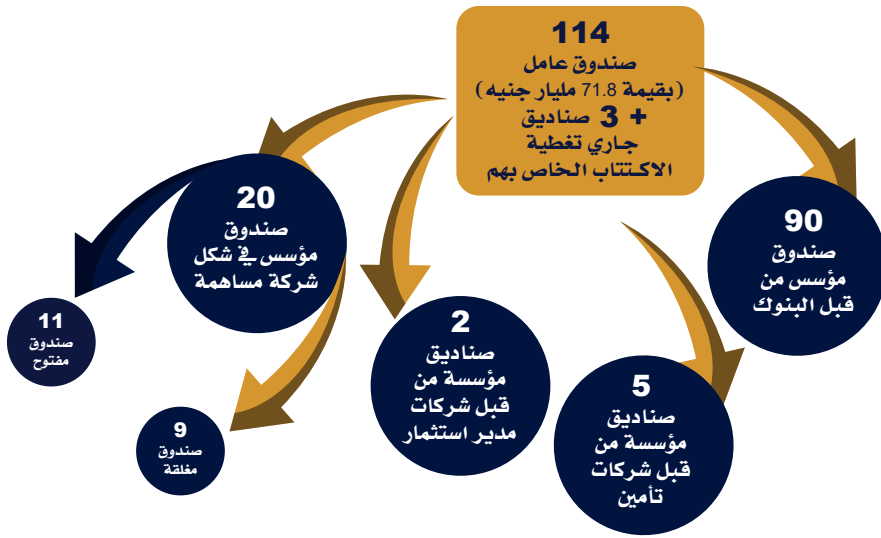 114
صندوق عامل
(بقيمة 71.8 مليار جنيه)
+ 3 صناديق
جاري تغطية
الاكتتاب الخاص بهم
90
صندوق
مؤسس من
قبل البنوك
5
صناديق
مؤسسة من
قبل شركات
تأمين
2
صناديق
مؤسسة من
قبل شركات
مدير استثمار
20
صندوق
مؤسس في شكل
شركة مساهمة
11
صندوق
مفتوح
9
صندوق
مغلقة